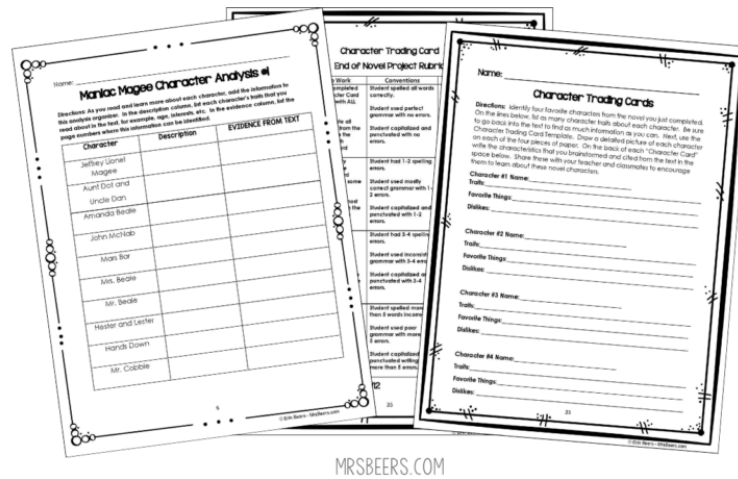 Name:
Maniac Magee Character Analysis #1
Directions: As you read and learn more about each character, add the information to
this analysis organizer. In the description column, list each character's traits that you
read about in the text, for example, age, interests, etc. In the evidence column, list the
page numbers where this information can be identified.
Character Description EVIDENCE FROM TEXT
Jeffrey Lionel
Magee
Aunt Dot and
Uncle Dan
Amanda Beale
John McNab
Mars Bar
Mrs. Beale
Mr. Beale
Hester and Lester
Hands Down
Mr. Cobble
5
© Erin Beers - MrsBeers.com
Character Trading Card
End of Novel Project Rubric
Work Conventions
Student spelled all words
correctly.
Student used perfect
grammar with no errors.
Student capitalized and
punctuated with no
errors.
Student had 1-2 spelling
errors.
Student used mostly
correct grammar with 1-
2 errors.
Student capitalized and
punctuated with 1-2
errors.
Student had 3-4
errors.
Student used
grammar with 3-4
Student capitalized
punctuated with 3-4
errors.
Student spelled more
than 5 words
Student used poor
grammar with more
5 errors.
Student capitalized
punctuated writing
more than 5 errors.
12
35
Name:
Character Trading Cards
Directions: Identify four favorite characters from the novel you just completed.
On the lines below, list as many character traits about each character. Be sure
to go back into the text to find as much information as you can. Next, use the
Character Trading Card Template. Draw a detailed picture of each character
on each of the four pieces of paper. On the back of each "Character Card"
write the characteristics that you brainstormed and cited from the text in the
space below. Share these with your teacher and classmates to encourage
them to learn about these novel characters.
Character #1 Name:
Traits:
Favorite Things:
Dislikes:
Character #2 Name:
Traits:
Favorite Things:
Dislikes:
Character #3 Name:
Traits:
Favorite Things:
Dislikes:
Character #4 Name:
Traits:
Favorite Things:
Dislikes:
31
© Erin Beers - MrsBeers.com
MRSBEERS.COM